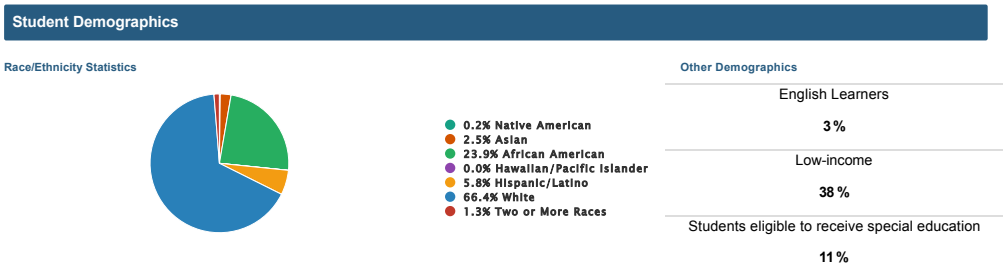 Student Demographics
Race/Ethnicity Statistics
0.2% Native American
2.5% Asian
23.9% African American
0.0% Hawaiian/Pacific Islander
5.8% Hispanic/Latino
66.4% White
1.3% Two or More Races
Other Demographics
English Learners
3 %
Low-income
38 %
Students eligible to receive special education
11 %